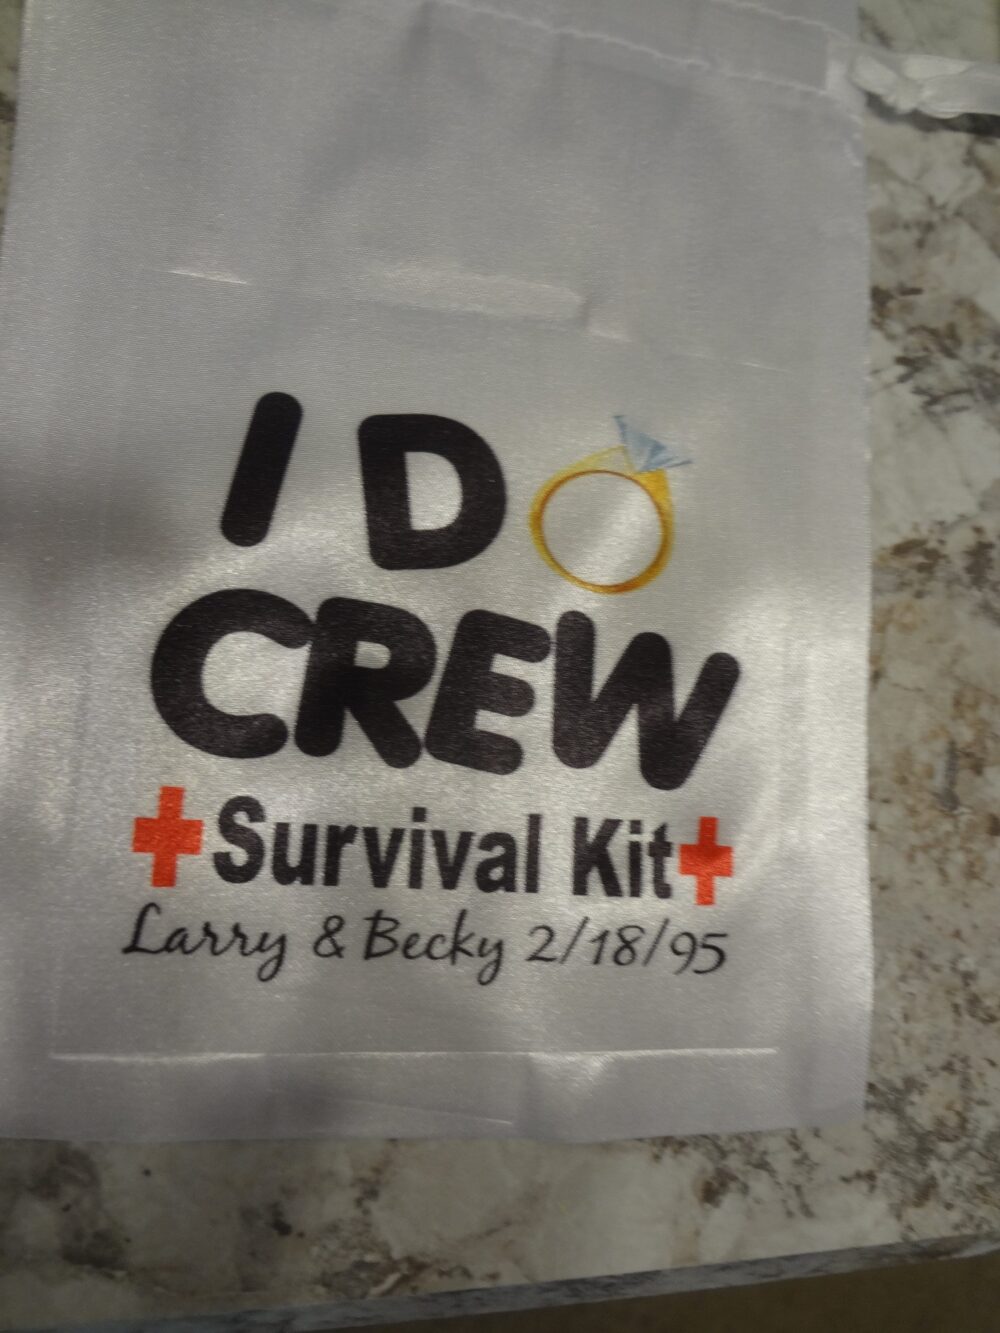 I DO
CREW
Survival Kit
Larry & Becky 2/18/95